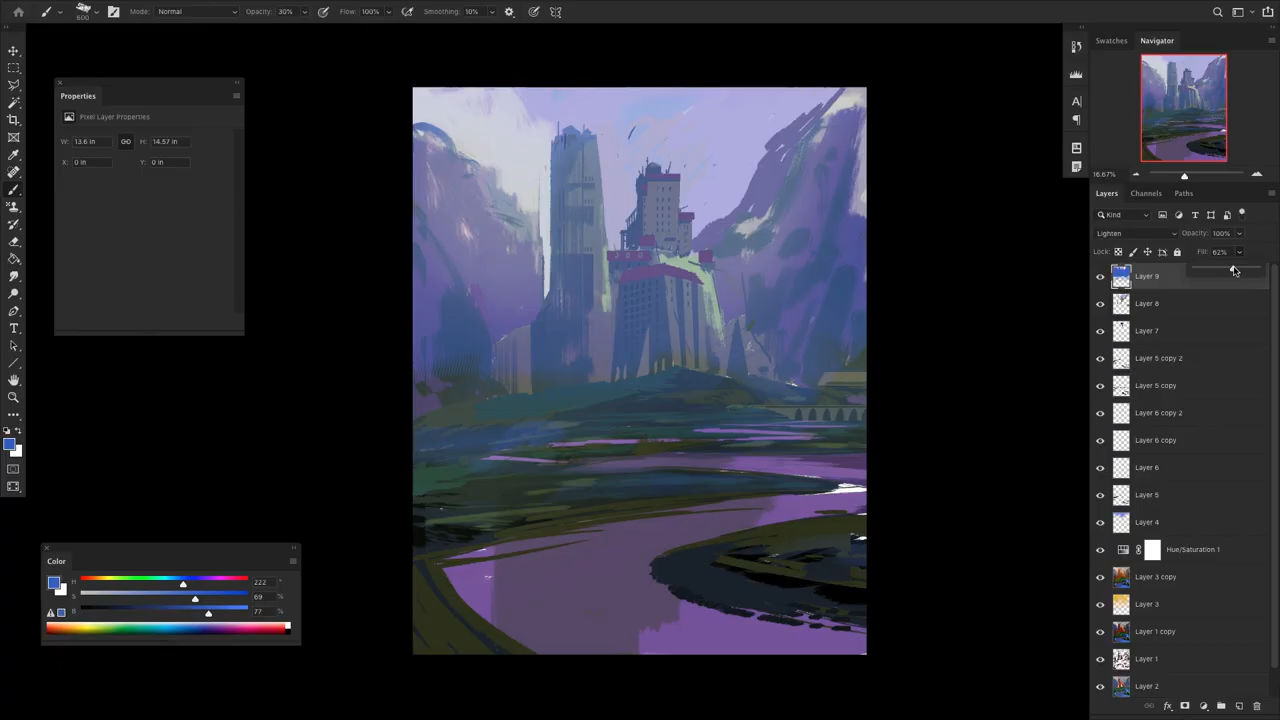 600
Mode: Normal
Opacity: 30%
Flow: 100%
Smoothing: 10%
Properties
Pixel Layer Properties
W: 13.6 in
H: 14.57 in
X: 0 in
Y: 0 in
Color
H 222 °
S 69 %
B 77 %
Swatches
Navigator
16.67%
Layers
Channels
Paths
Kind
Lighten
Opacity: 100%
Lock:
Fill: 62%
Layer 9
Layer 8
Layer 7
Layer 5 copy 2
Layer 5 copy
Layer 6 copy 2
Layer 6 copy
Layer 6
Layer 5
Layer 4
Hue/Saturation 1
Layer 3 copy
Layer 3
Layer 1 copy
Layer 1
Layer 2
fx